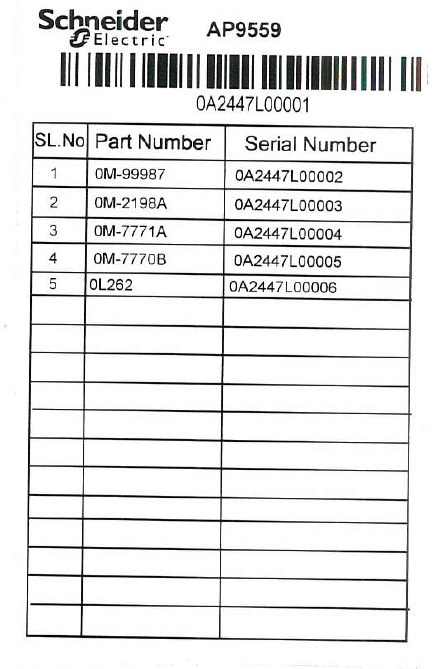 Schneider
Electric
AP9559
0A2447L00001
SL.No Part Number Serial Number
1 0M-99987 0A2447L00002
2 0M-2198A 0A2447L00003
3 0M-7771A 0A2447L00004
4 0M-7770B 0A2447L00005
5 0L262 0A2447L00006